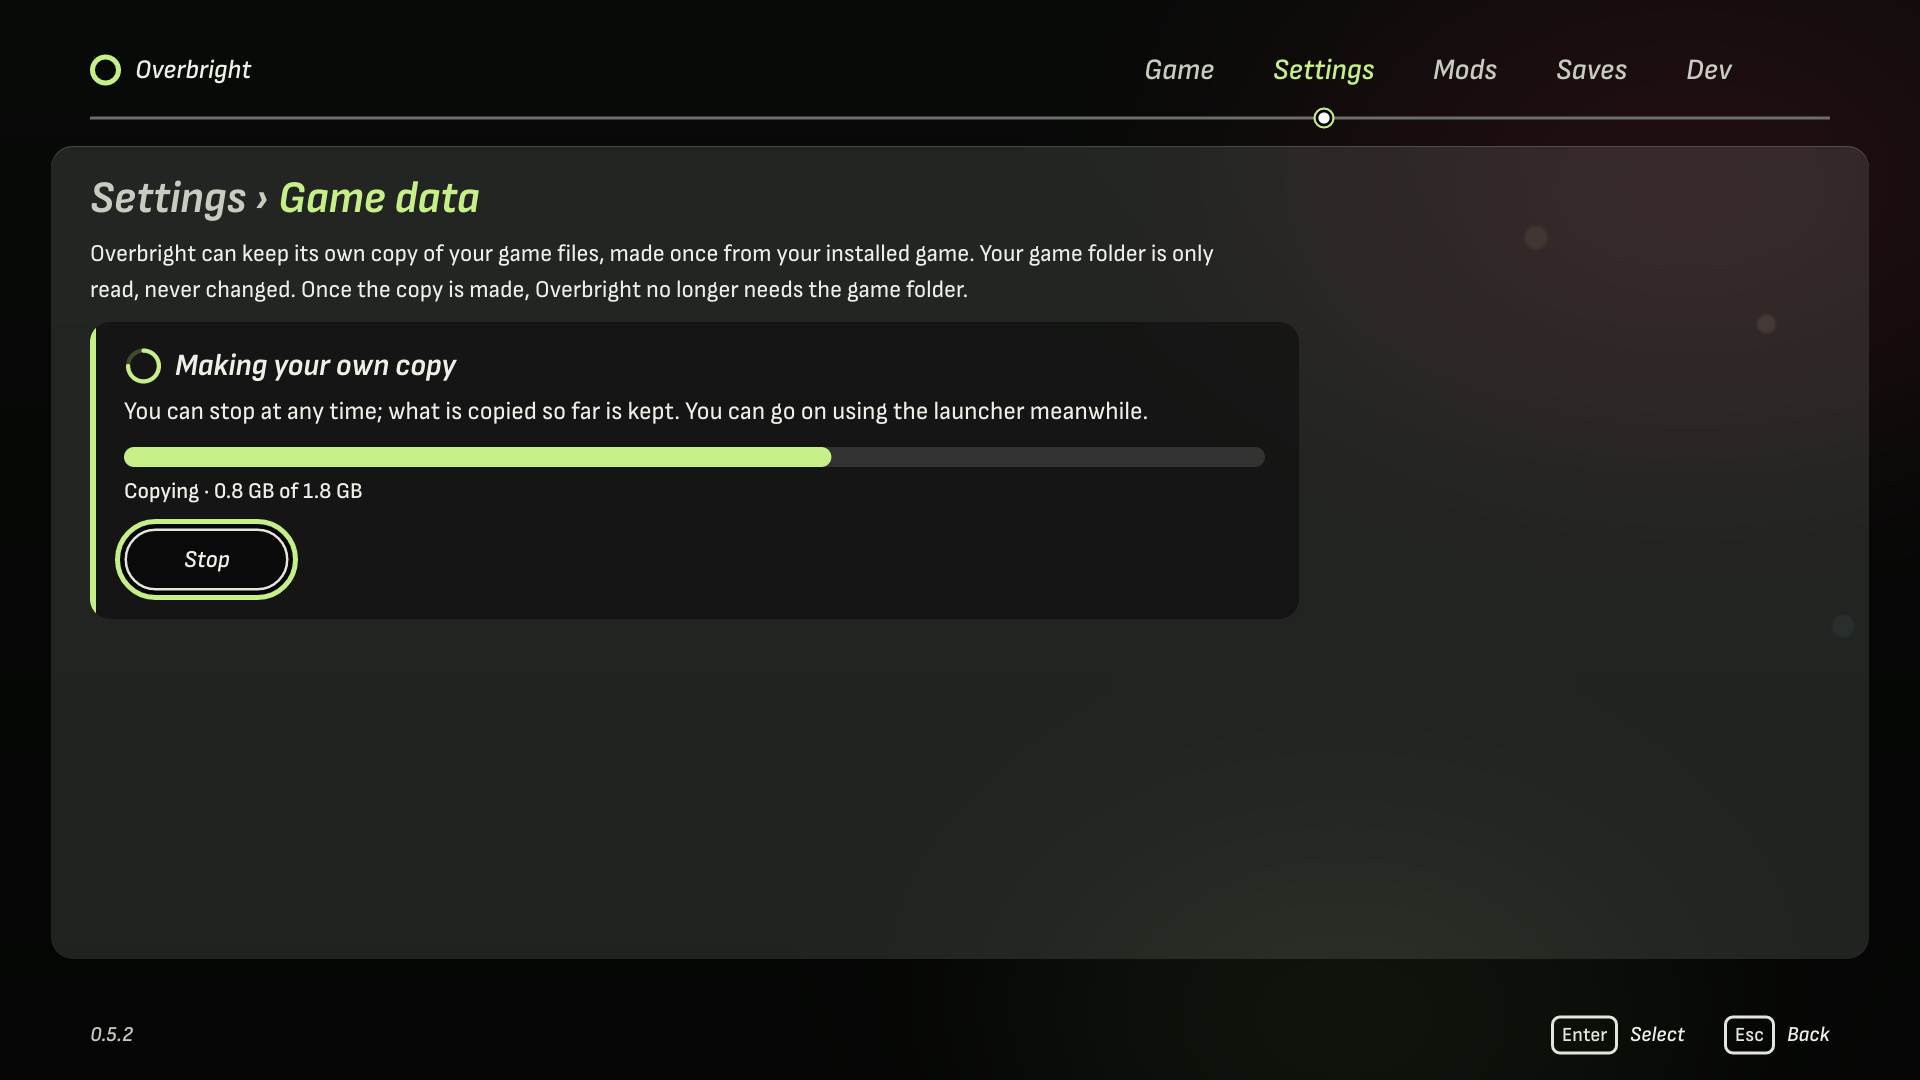 Overbright
Game Settings Mods Saves Dev
Settings › Game data
Overbright can keep its own copy of your game files, made once from your installed game. Your game folder is only
read, never changed. Once the copy is made, Overbright no longer needs the game folder.
Making your own copy
You can stop at any time; what is copied so far is kept. You can go on using the launcher meanwhile.
Copying · 0.8 GB of 1.8 GB
Stop
0.5.2
Enter Select Esc Back